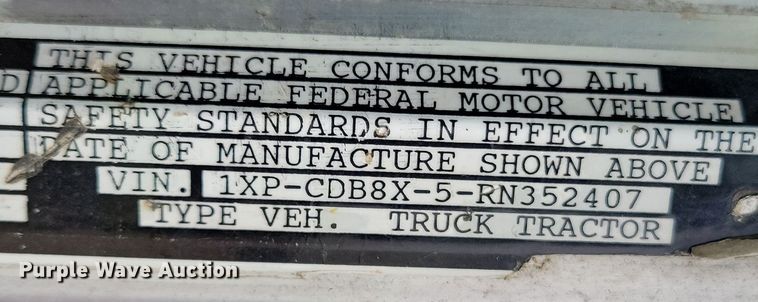 THIS VEHICLE CONFORMS TO ALL
D APPLICABLE FEDERAL MOTOR VEHICLE
SAFETY STANDARDS IN EFFECT ON THE
DATE OF MANUFACTURE SHOWN ABOVE
VIN. 1XP-CDB8X-5-RN352407
TYPE VEH. TRUCK TRACTOR
Purple Wave Auction